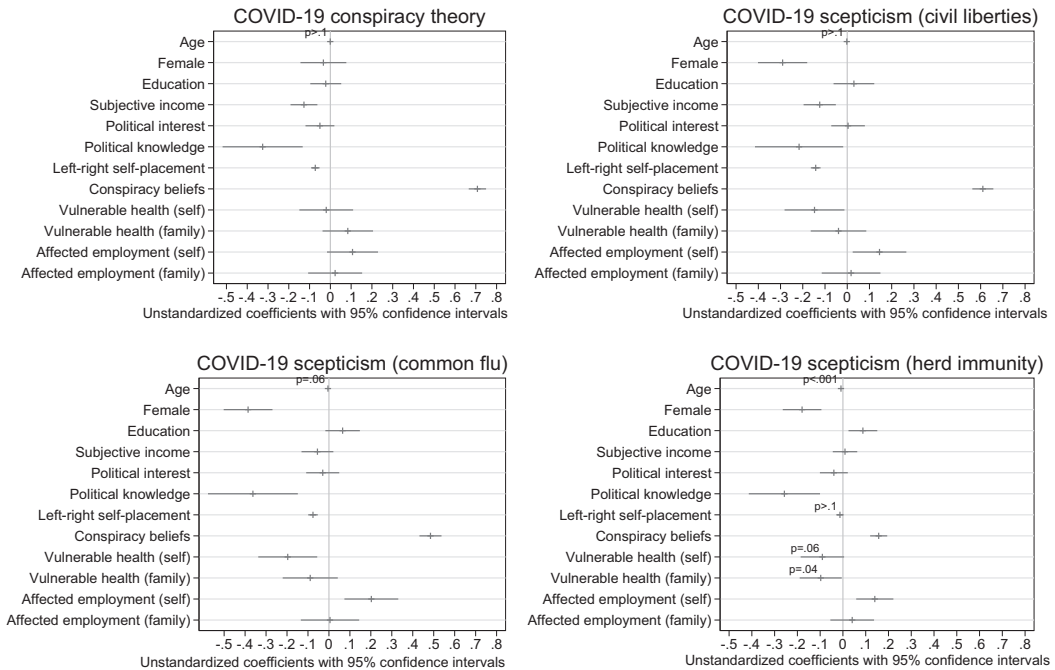 COVID-19 conspiracy theory
p>.1
Age
Female
Education
Subjective income
Political interest
Political knowledge
Left-right self-placement
Conspiracy beliefs
Vulnerable health (self)
Vulnerable health (family)
Affected employment (self)
Affected employment (family)
-.5 -.4 -.3 -.2 -.1 0 .1 .2 .3 .4 .5 .6 .7 .8
Unstandardized coefficients with 95% confidence intervals
COVID-19 scepticism (civil liberties)
p>.1
Age
Female
Education
Subjective income
Political interest
Political knowledge
Left-right self-placement
Conspiracy beliefs
Vulnerable health (self)
Vulnerable health (family)
Affected employment (self)
Affected employment (family)
-.5 -.4 -.3 -.2 -.1 0 .1 .2 .3 .4 .5 .6 .7 .8
Unstandardized coefficients with 95% confidence intervals
COVID-19 scepticism (common flu)
p=.06
Age
Female
Education
Subjective income
Political interest
Political knowledge
Left-right self-placement
Conspiracy beliefs
Vulnerable health (self)
Vulnerable health (family)
Affected employment (self)
Affected employment (family)
-.5 -.4 -.3 -.2 -.1 0 .1 .2 .3 .4 .5 .6 .7 .8
Unstandardized coefficients with 95% confidence intervals
COVID-19 scepticism (herd immunity)
p<.001
Age
Female
Education
Subjective income
Political interest
Political knowledge
p>.1
Left-right self-placement
Conspiracy beliefs
p=.06
Vulnerable health (self)
p=.04
Vulnerable health (family)
Affected employment (self)
Affected employment (family)
-.5 -.4 -.3 -.2 -.1 0 .1 .2 .3 .4 .5 .6 .7 .8
Unstandardized coefficients with 95% confidence intervals